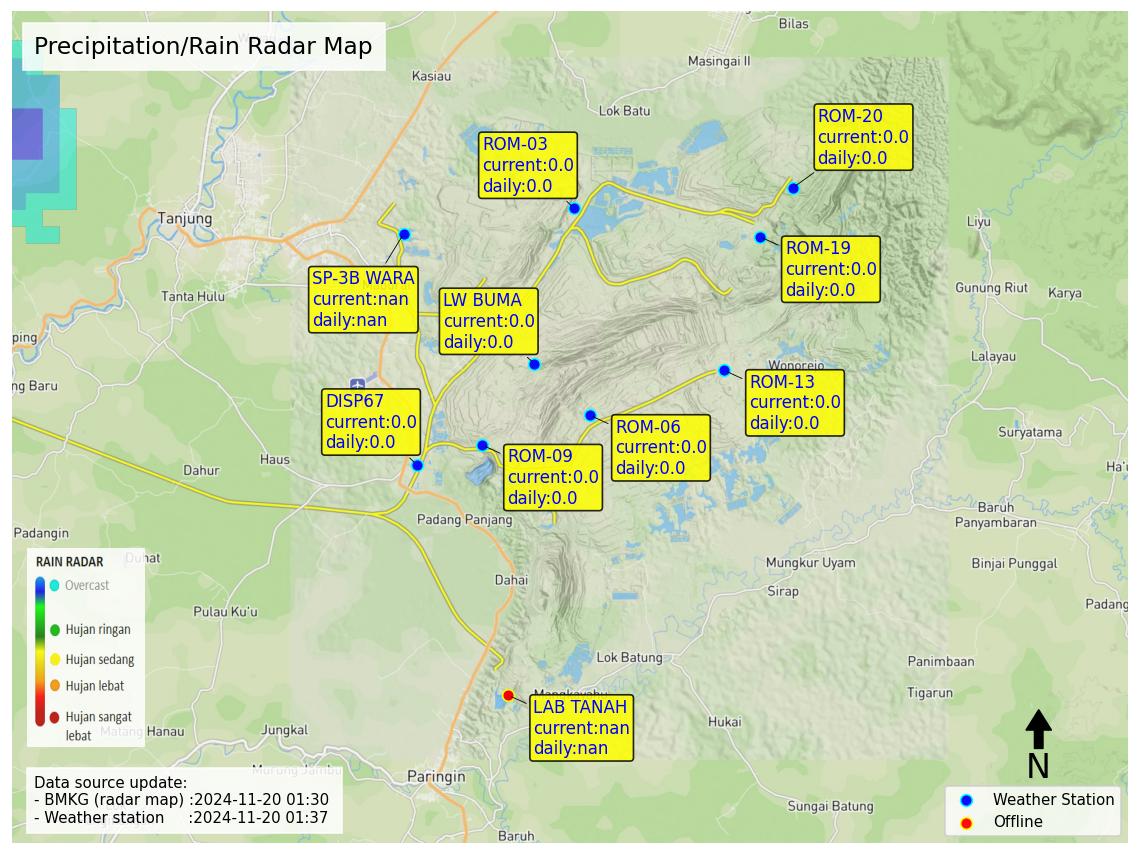 Precipitation/Rain Radar Map
Bilas
Masingai II
Kasiau
Lok Batu
ROM-20
current:0.0
daily:0.0
ROM-03
current:0.0
daily:0.0
Tanjung
Liyu
ROM-19
current:0.0
daily:0.0
SP-3B WARA
current:nan
daily:nan
LW BUMA
current:0.0
daily:0.0
Tanta Hulu
Gunung Riut
Karya
ping
Lalayau
Wonorejo
ng Baru
ROM-13
current:0.0
daily:0.0
DISP67
current:0.0
daily:0.0
ROM-06
current:0.0
daily:0.0
ROM-09
current:0.0
daily:0.0
Suryatama
Haus
Dahur
Ha'u
Baruh
Panyambaran
Padang Panjang
Padangin
Duhat
Mungkur Uyam
Binjai Punggal
Dahai
Sirap
Padang
Pulau Ku'u
RAIN RADAR
Overcast
Hujan ringan
Hujan sedang
Hujan lebat
Hujan sangat
lebat
Lok Batung
Panimbaan
Tigarun
LAB TANAH
current:nan
daily:nan
Hukai
Jungkal
Matang Hanau
Murung Jambu
Paringin
Sungai Batung
Baruh
N
Data source update:
- BMKG (radar map) :2024-11-20 01:30
- Weather station :2024-11-20 01:37
Weather Station
Offline